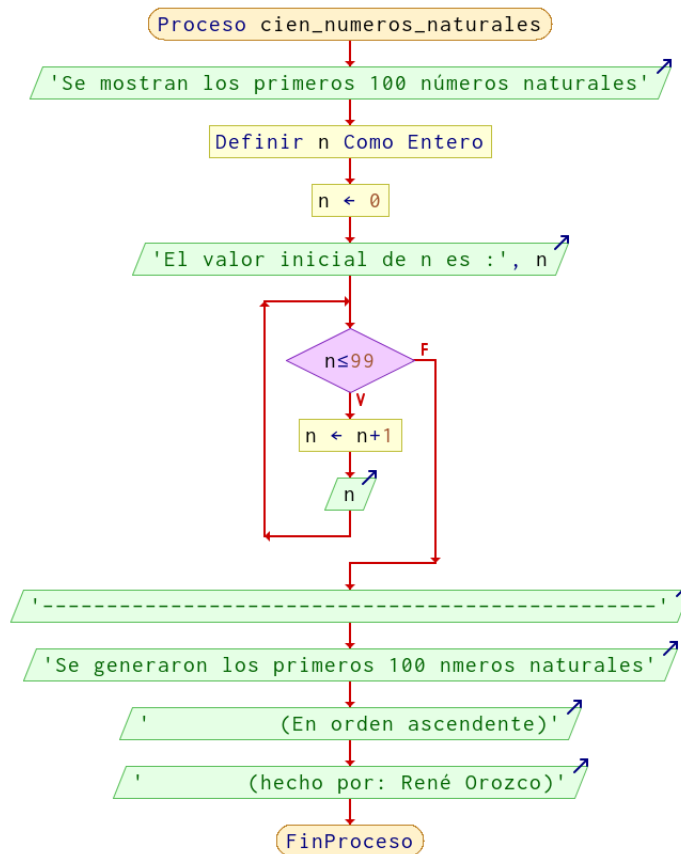 Proceso cien_numeros_naturales
'Se mostran los primeros 100 números naturales'
Definir n Como Entero
n ← 0
'El valor inicial de n es :', n
n≤99
F
V
n ← n+1
n
'------------------------------------------------'
'Se generaron los primeros 100 nmeros naturales'
'          (En orden ascendente)'
'        (hecho por: René Orozco)'
FinProceso